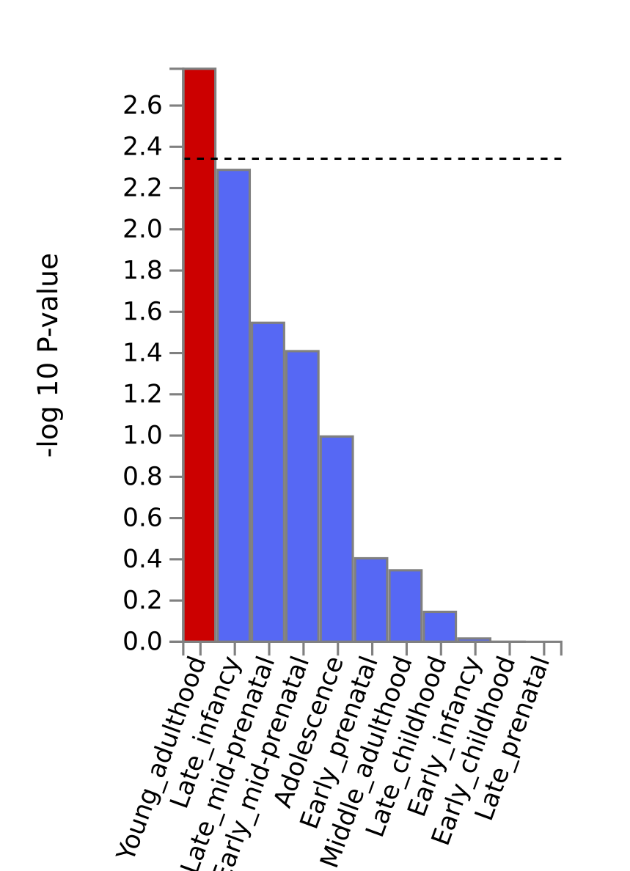 -log 10 P-value
2.6
2.4
2.2
2.0
1.8
1.6
1.4
1.2
1.0
0.8
0.6
0.4
0.2
0.0
Young_adulthood
Late_infancy
Late_mid-prenatal
Early_mid-prenatal
Adolescence
Early_prenatal
Middle_adulthood
Late_childhood
Early_infancy
Early_childhood
Late_prenatal